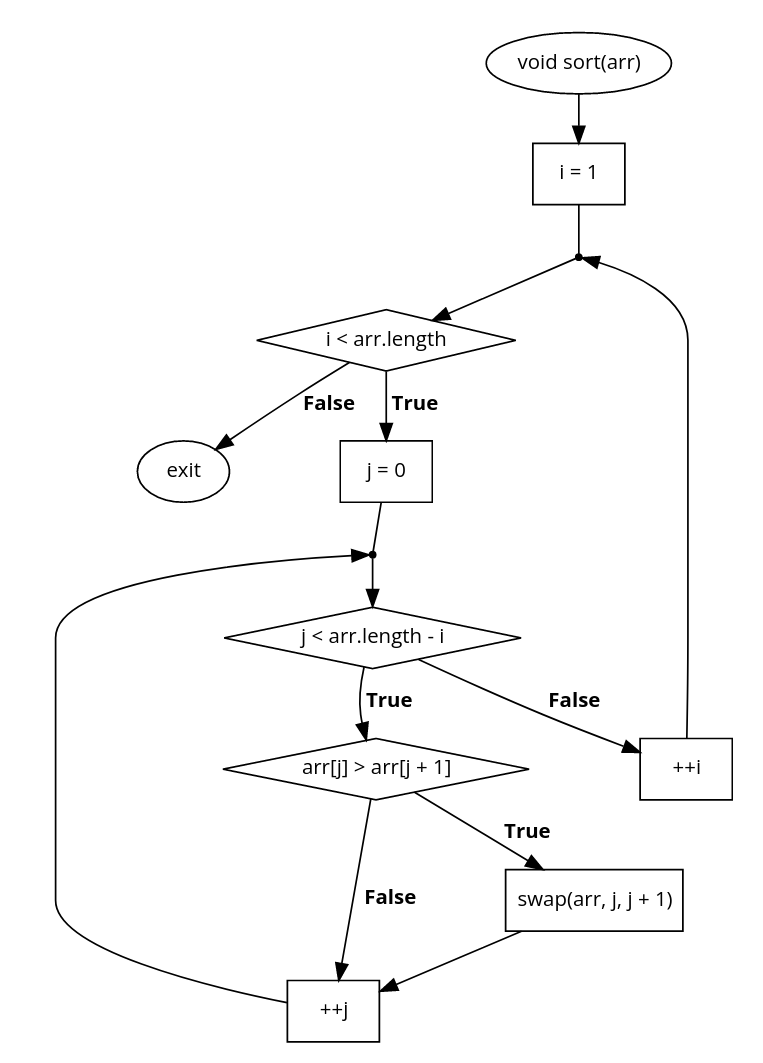 void sort(arr)
i = 1
i < arr.length
False
True
exit
j = 0
j < arr.length - i
True
False
arr[j] > arr[j + 1]
++i
True
False
swap(arr, j, j + 1)
++j